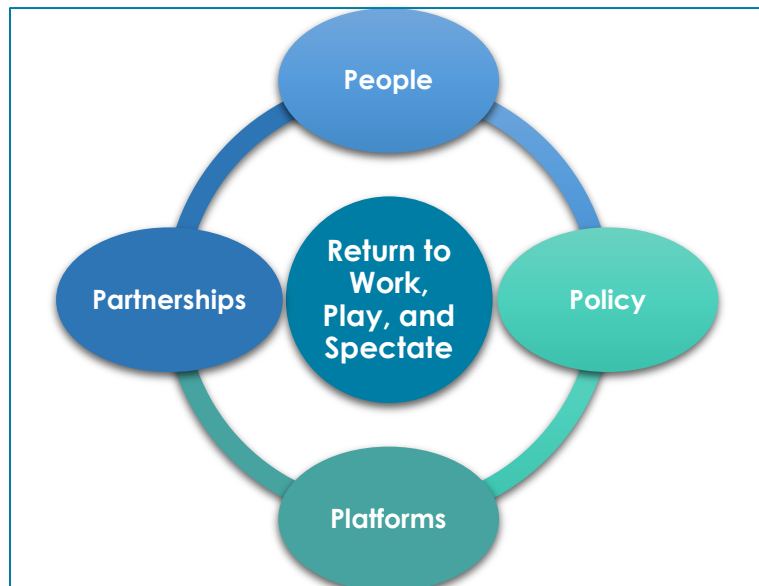 People
Partnerships
Return to
Work,
Play, and
Spectate
Policy
Platforms